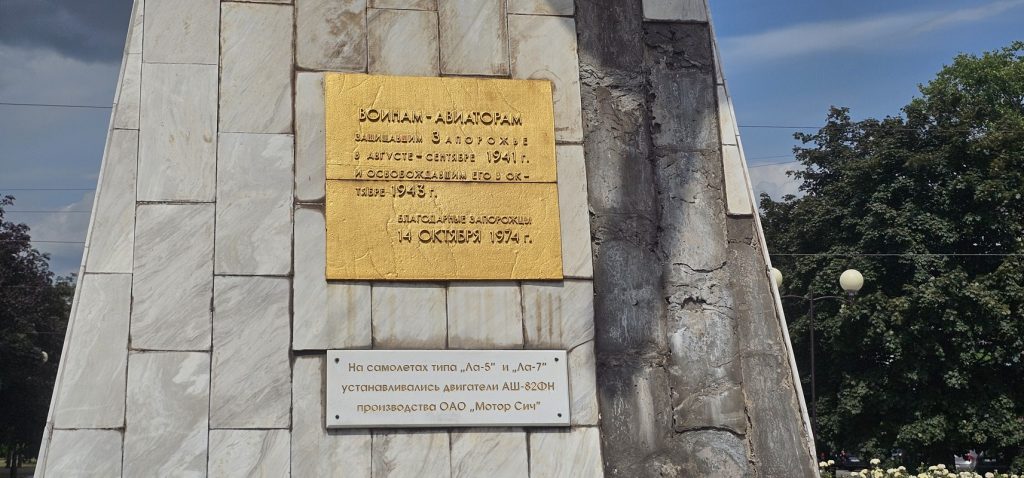 ВОИНАМ - АВИАТОРАМ
ЗАЩИЩАВШИМ ЗАПОРОЖЬЕ
В АВГУСТЕ - СЕНТЯБРЕ 1941 г.
И ОСВОБОЖДАВШИМ ЕГО В ОК-
ТЯБРЕ 1943 г.
БЛАГОДАРНЫЕ ЗАПОРОЖЦЫ
14 ОКТЯБРЯ 1974 г.
На самолетах типа „Ла-5" и „Ла-7"
устанавливались двигатели АШ-82ФН
производства ОАО „Мотор Сич"